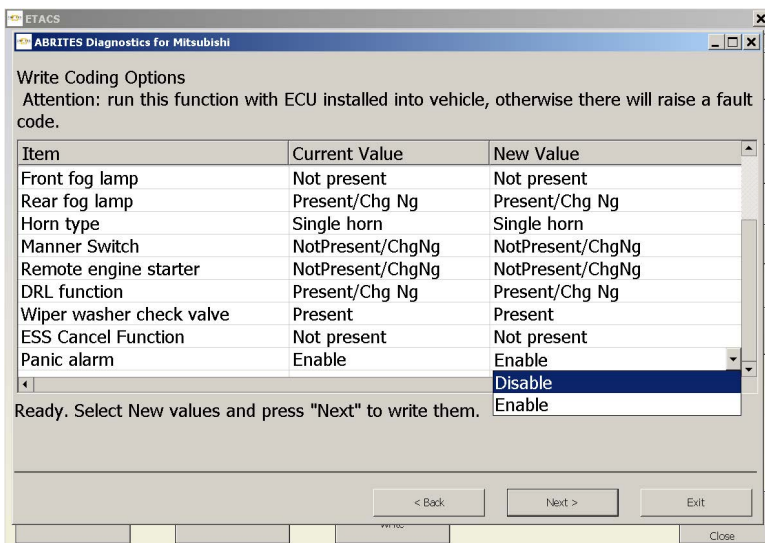 ETACS
ABRITES Diagnostics for Mitsubishi
Write Coding Options
Attention: run this function with ECU installed into vehicle, otherwise there will raise a fault
code.
Item Current Value New Value
Front fog lamp Not present Not present
Rear fog lamp Present/Chg Ng Present/Chg Ng
Horn type Single horn Single horn
Manner Switch NotPresent/ChgNg NotPresent/ChgNg
Remote engine starter NotPresent/ChgNg NotPresent/ChgNg
DRL function Present/Chg Ng Present/Chg Ng
Wiper washer check valve Present Present
ESS Cancel Function Not present Not present
Panic alarm Enable Enable
Disable
Enable
Ready. Select New values and press "Next" to write them.
< Back Next > Exit
Close